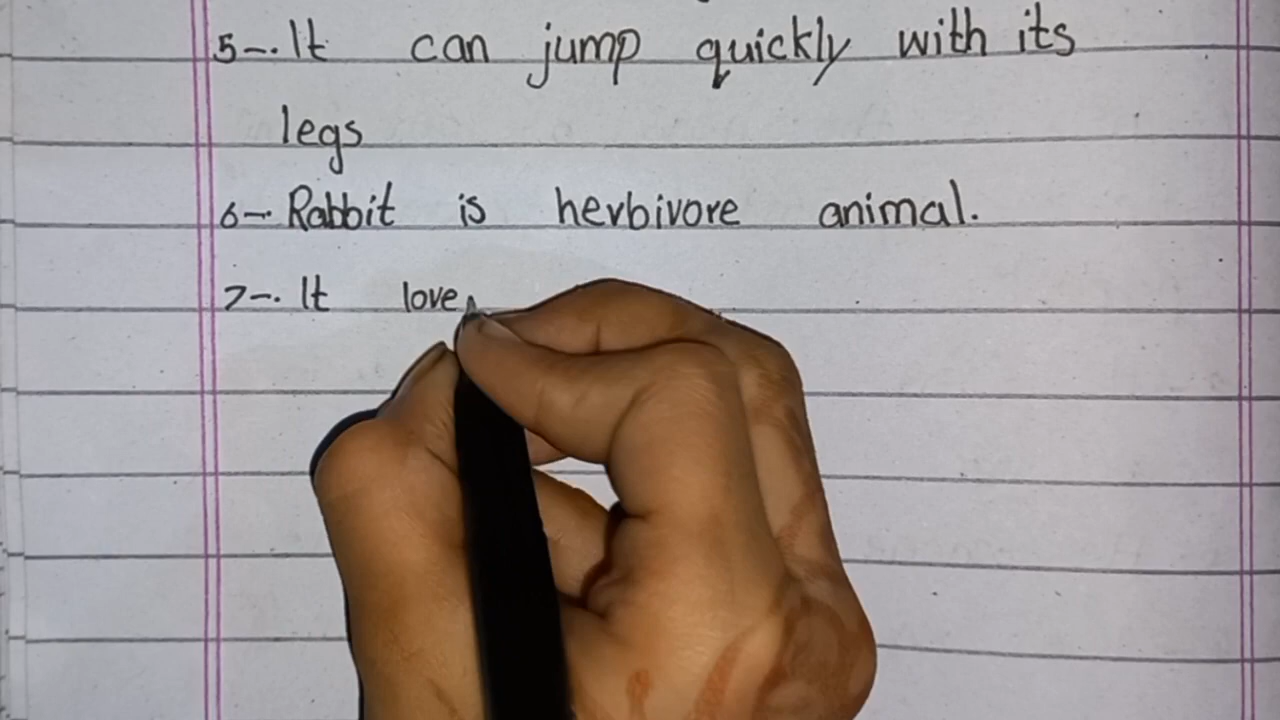 5-. It can jump quickly with its
legs
6-. Rabbit is herbivore animal.
7-. It love